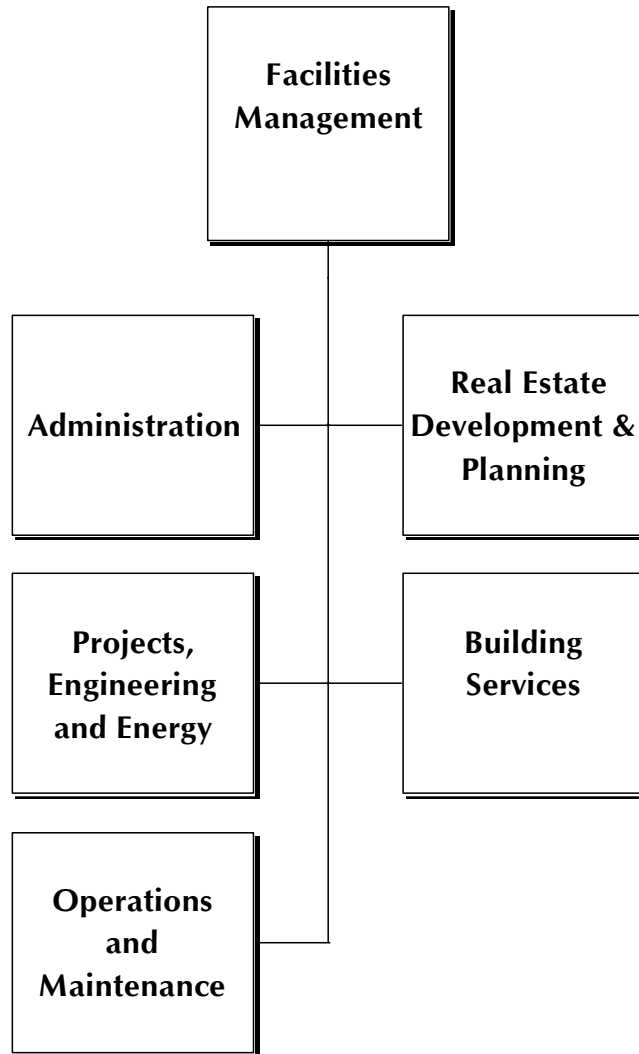 Facilities
Management
Administration
Real Estate
Development &
Planning
Projects,
Engineering
and Energy
Building
Services
Operations
and
Maintenance